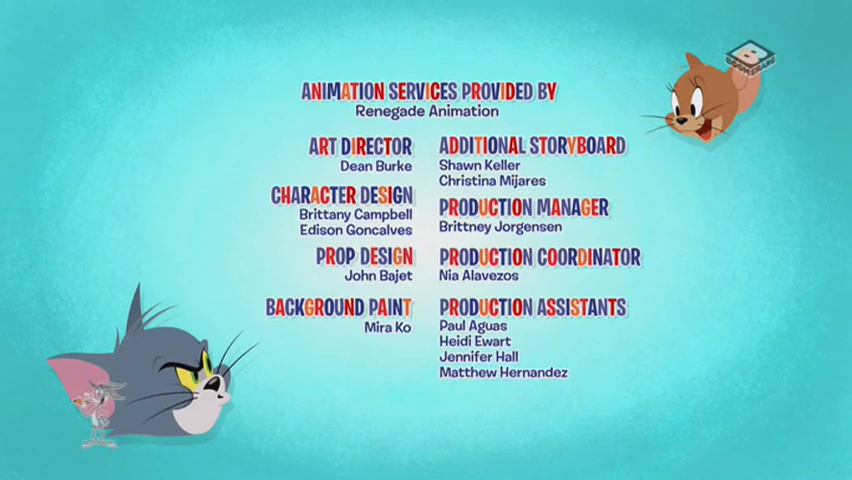 ANIMATION SERVICES PROVIDED BY
Renegade Animation
ART DIRECTOR
Dean Burke
CHARACTER DESIGN
Brittany Campbell
Edison Goncalves
PROP DESIGN
John Bajet
BACKGROUND PAINT
Mira Ko
ADDITIONAL STORYBOARD
Shawn Keller
Christina Mijares
PRODUCTION MANAGER
Brittney Jorgensen
PRODUCTION COORDINATOR
Nia Alavezos
PRODUCTION ASSISTANTS
Paul Aguas
Heidi Ewart
Jennifer Hall
Matthew Hernandez
B
BOOMERANG